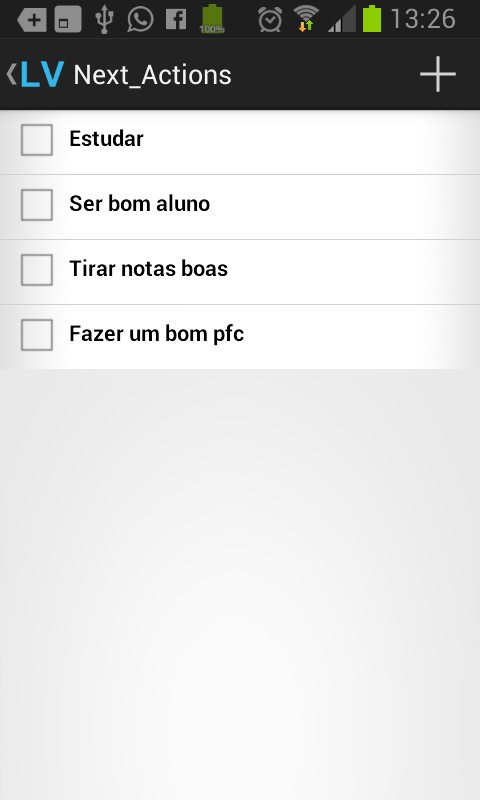 100%
13:26
LV Next_Actions
Estudar
Ser bom aluno
Tirar notas boas
Fazer um bom pfc